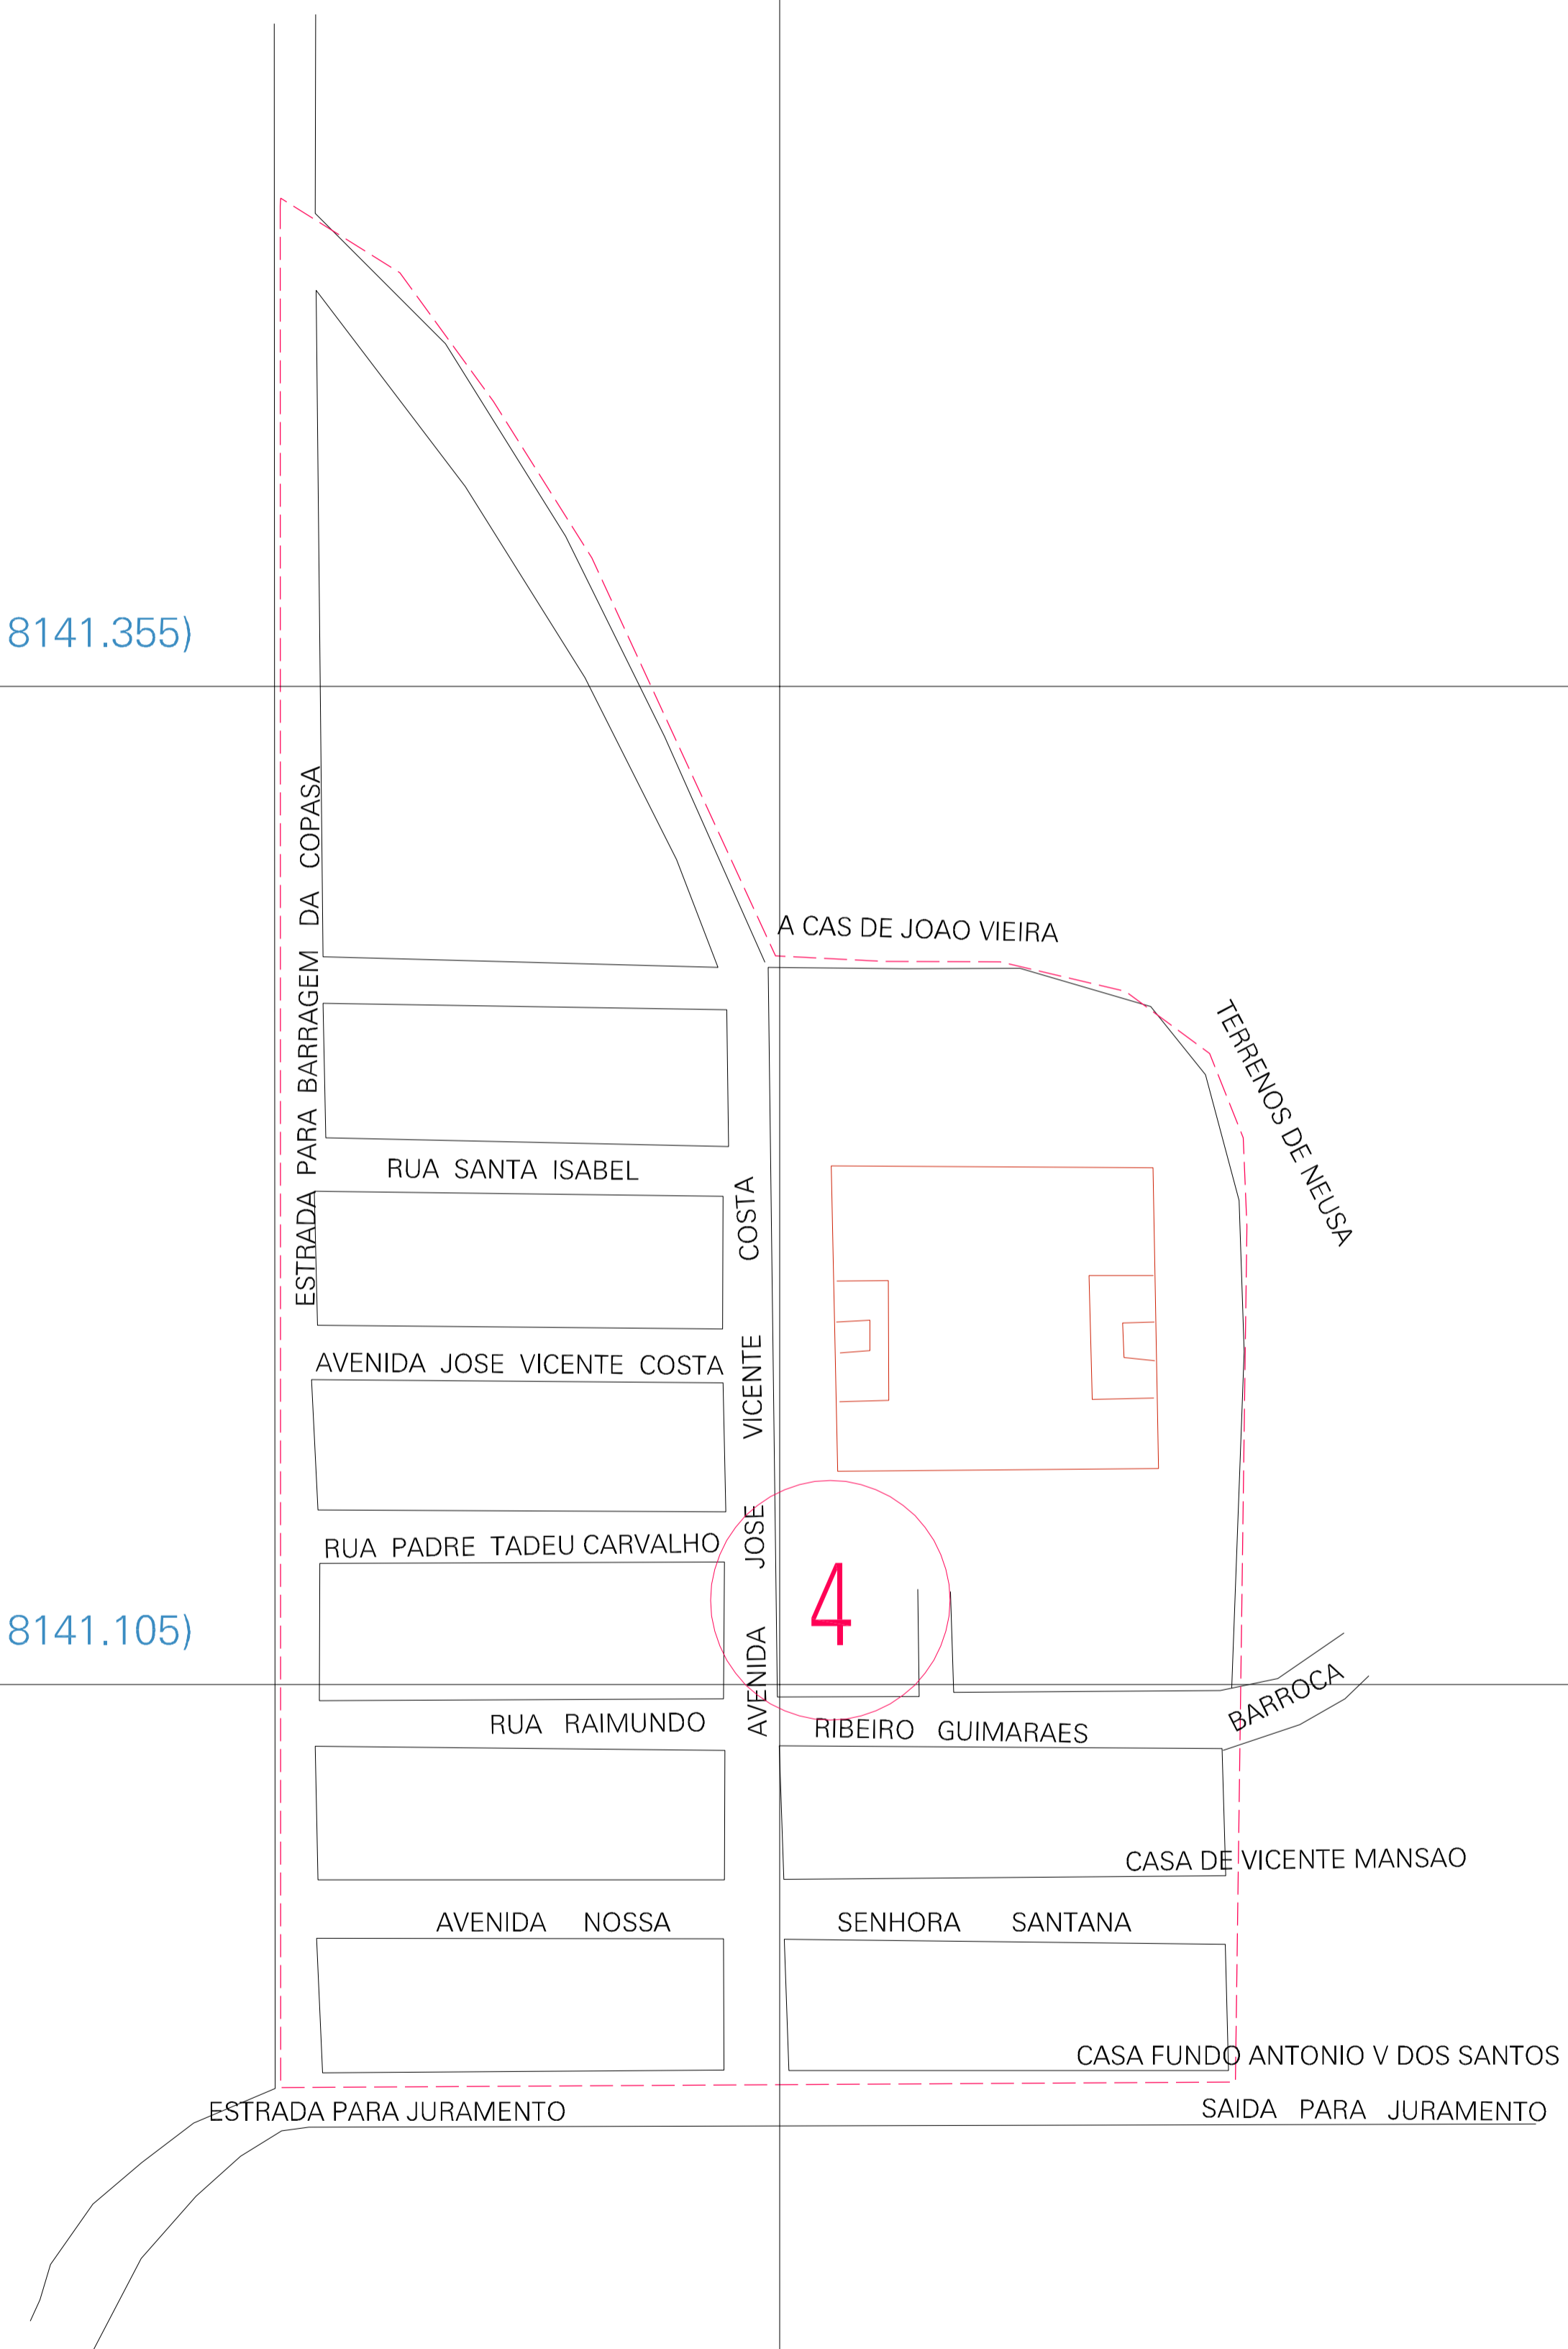 8141.355)
ESTRADA PARA BARRAGEM DA COPASA
A CAS DE JOAO VIEIRA
TERRENOS DE NEUSA
RUA SANTA ISABEL
AVENIDA JOSE VICENTE COSTA
AVENIDA JOSE VICENTE COSTA
RUA PADRE TADEU CARVALHO
4
8141.105)
BARROCA
RUA RAIMUNDO RIBEIRO GUIMARAES
CASA DE VICENTE MANSAO
AVENIDA NOSSA SENHORA SANTANA
CASA FUNDO ANTONIO V DOS SANTOS
ESTRADA PARA JURAMENTO
SAIDA PARA JURAMENTO